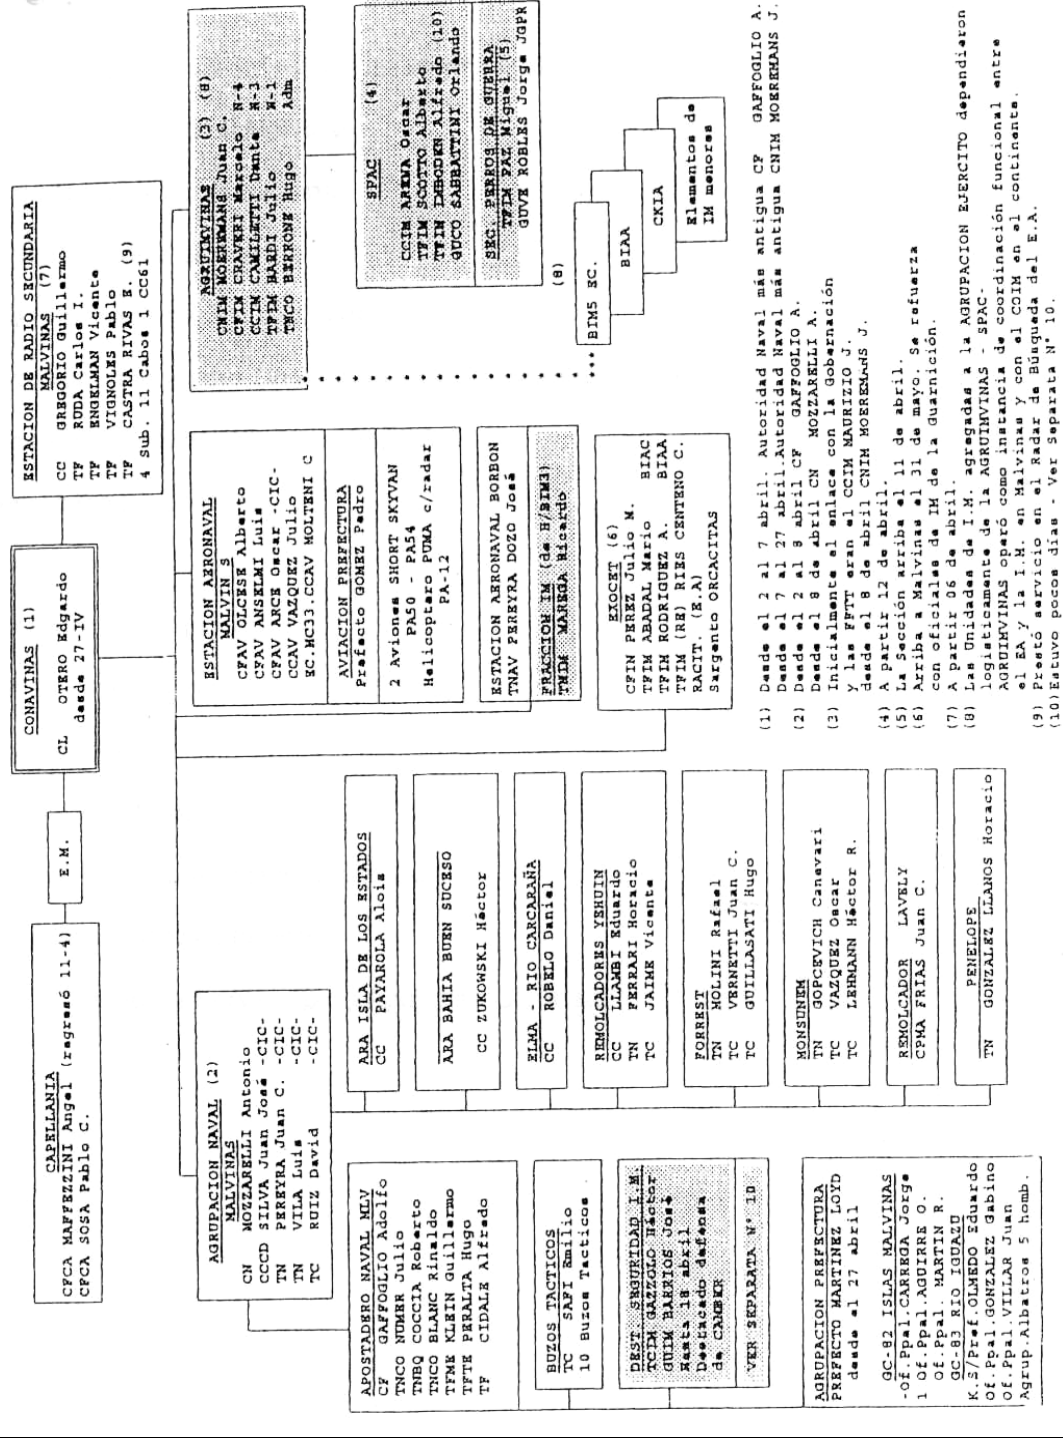 CONAVINAS (1)
CL OTERO Edgardo
desde 27-IV
E.M.
CAPELLANIA
CFCA MAFFEZZINI Angel (regresó 11-4)
CFCA SOSA Pablo C.
ESTACION DE RADIO SECUNDARIA
MALVINAS (7)
CC GREGORIO Guillermo
TF RUDA Carlos I.
TF ENGELMAN Vicente
TF VIGNOLES Pablo
TF CASTRA RIVAS E. (9)
4 Sub. 11 Cabos 1 CC61
AGRUPACION NAVAL (2)
MALVINAS
CN MOZZARELLI Antonio
CCCD SILVA Juan José -CIC-
TN PEREYRA Juan C. -CIC-
TN VILA Luis -CIC-
TC RUIZ David -CIC-
APOSTADERO NAVAL MLV
CF GAFFOGLIO Adolfo
TNCO NUMER Julio
TNBQ COCCIA Roberto
TNCO BLANC Rinaldo
TFME KLEIN Guillermo
TFTE PERALTA Hugo
TF CIDALE Alfredo
BUZOS TACTICOS
TC SAFI Emilio
10 Buzos Tacticos
DEST. SEGURIDAD I.M.
TCIM GAZZOLO Héctor
GUIM BARRIOS José
Hasta 18 abril
Destacado defensa
de CAMBER
VER SEPARATA N° 10
AGRUPACION PREFECTURA
PREFECTO MARTINEZ LOYD
desde el 27 abril
GC-82 ISLAS MALVINAS
-Of.Ppal.CARREGA Jorge
1 Of.Ppal.AGUIRRE O.
Of.Ppal. MARTIN R.
GC-83 RIO IGUAZU
K.S/Pref.OLMEDO Eduardo
Of.Ppal.GONZALEZ Gabino
Of.Ppal.VILLAR Juan
Agrup.Albatros 5 homb.
ARA ISLA DE LOS ESTADOS
CC PAYAROLA Alois
ARA BAHIA BUEN SUCESO
CC ZUKOWSKI Héctor
ELMA - RIO CARCARAÑA
CC ROBELO Daniel
REMOLCADORES YEHUIN
CC LLAMBI Eduardo
TN FERRARI Horacio
TC JAIME Vicente
FORREST
TN MOLINI Rafael
TC VERNETTI Juan C.
TC GUILLASATI Hugo
MONSUNEM
TN GOPCEVICH Canavari
TC VAZQUEZ Oscar
TC LEHMANN Héctor R.
REMOLCADOR LAVELY
CPMA FRIAS Juan C.
PENELOPE
TN GONZALEZ LLANOS Horacio
ESTACION AERONAVAL
MALVIN S
CFAV OLCESE Alberto
CFAV ANSELMI Luis
CFAV ARCE Oscar -CIC-
CCAV VAZQUEZ Julio
EC.MC33.CCAV MOLTENI C
AVIACION PREFECTURA
Prefecto GOMEZ Pedro
2 Aviones SHORT SKYVAN
PA50 - PA54
Helicoptero PUMA c/radar
PA-12
ESTACION AERONAVAL BORBON
TNAV PEREYRA DOZO José
FRACCION IM (de H/BIM3)
TNIM MAREGA Ricardo
EXOCET (6)
CFIN PEREZ Julio M.
TFIM ABADAL Mario BIAC
TFIM RODRIGUEZ A. BIAA
TFIM (RE) RIES CENTENO C.
RACIT. (E.A)
Sargento ORCACITAS
AGRUIMVINAS (3) (8)
CNIM MOEREMANS Juan C.
CFIM CRAVERI Marcelo N-4
CCIM CAMILETTI Dante N-3
TFIM BARDI Julio N-1
TNCO BERRONE Hugo Adm
SPAC (4)
CCIM ARENA Oscar
TFIM SCOTTO Alberto
TFIM IMBODEN Alfredo (10)
GUCO SABBATTINI Orlando
SEC. PERROS DE GUERRA
TFIM PAZ Miguel (5)
GUVE ROBLES Jorge JGPR
(8)
BIM5 EC.
BIAA
CKIA
Elementos de
IM menores
(1) Desde el 2 al 7 abril. Autoridad Naval más antigua CF GAFFOGLIO A.
Desde el 7 al 27 abril.Autoridad Naval más antigua CNIM MOEREMANS J.
(2) Desde el 2 al 8 abril CF GAFFOGLIO A.
Desde el 8 de abril CN MOZZARELLI A.
(3) Inicialmente el enlace con la Gobernación
y las FFTT eran el CCIM MAURIZIO J.
desde el 8 de abril CNIM MOEREMANS J.
(4) A partir 12 de abril.
(5) La Sección arriba el 11 de abril.
(6) Arriba a Malvinas el 31 de mayo. Se refuerza
con oficiales de IM de la Guarnición.
(7) A partir 06 de abril.
(8) Las Unidades de I.M. agregadas a la AGRUPACION EJERCITO dependieron
logísticamente de la AGRUIMVINAS - SPAC-
AGRUIMVINAS operó como instancia de coordinación funcional entre
el EA y la I.M. en Malvinas y con el COIM en el continente.
(9) Prestó servicio en el Radar de Búsqueda del E.A.
(10)Estuvo pocos días - Ver Separata N° 10.